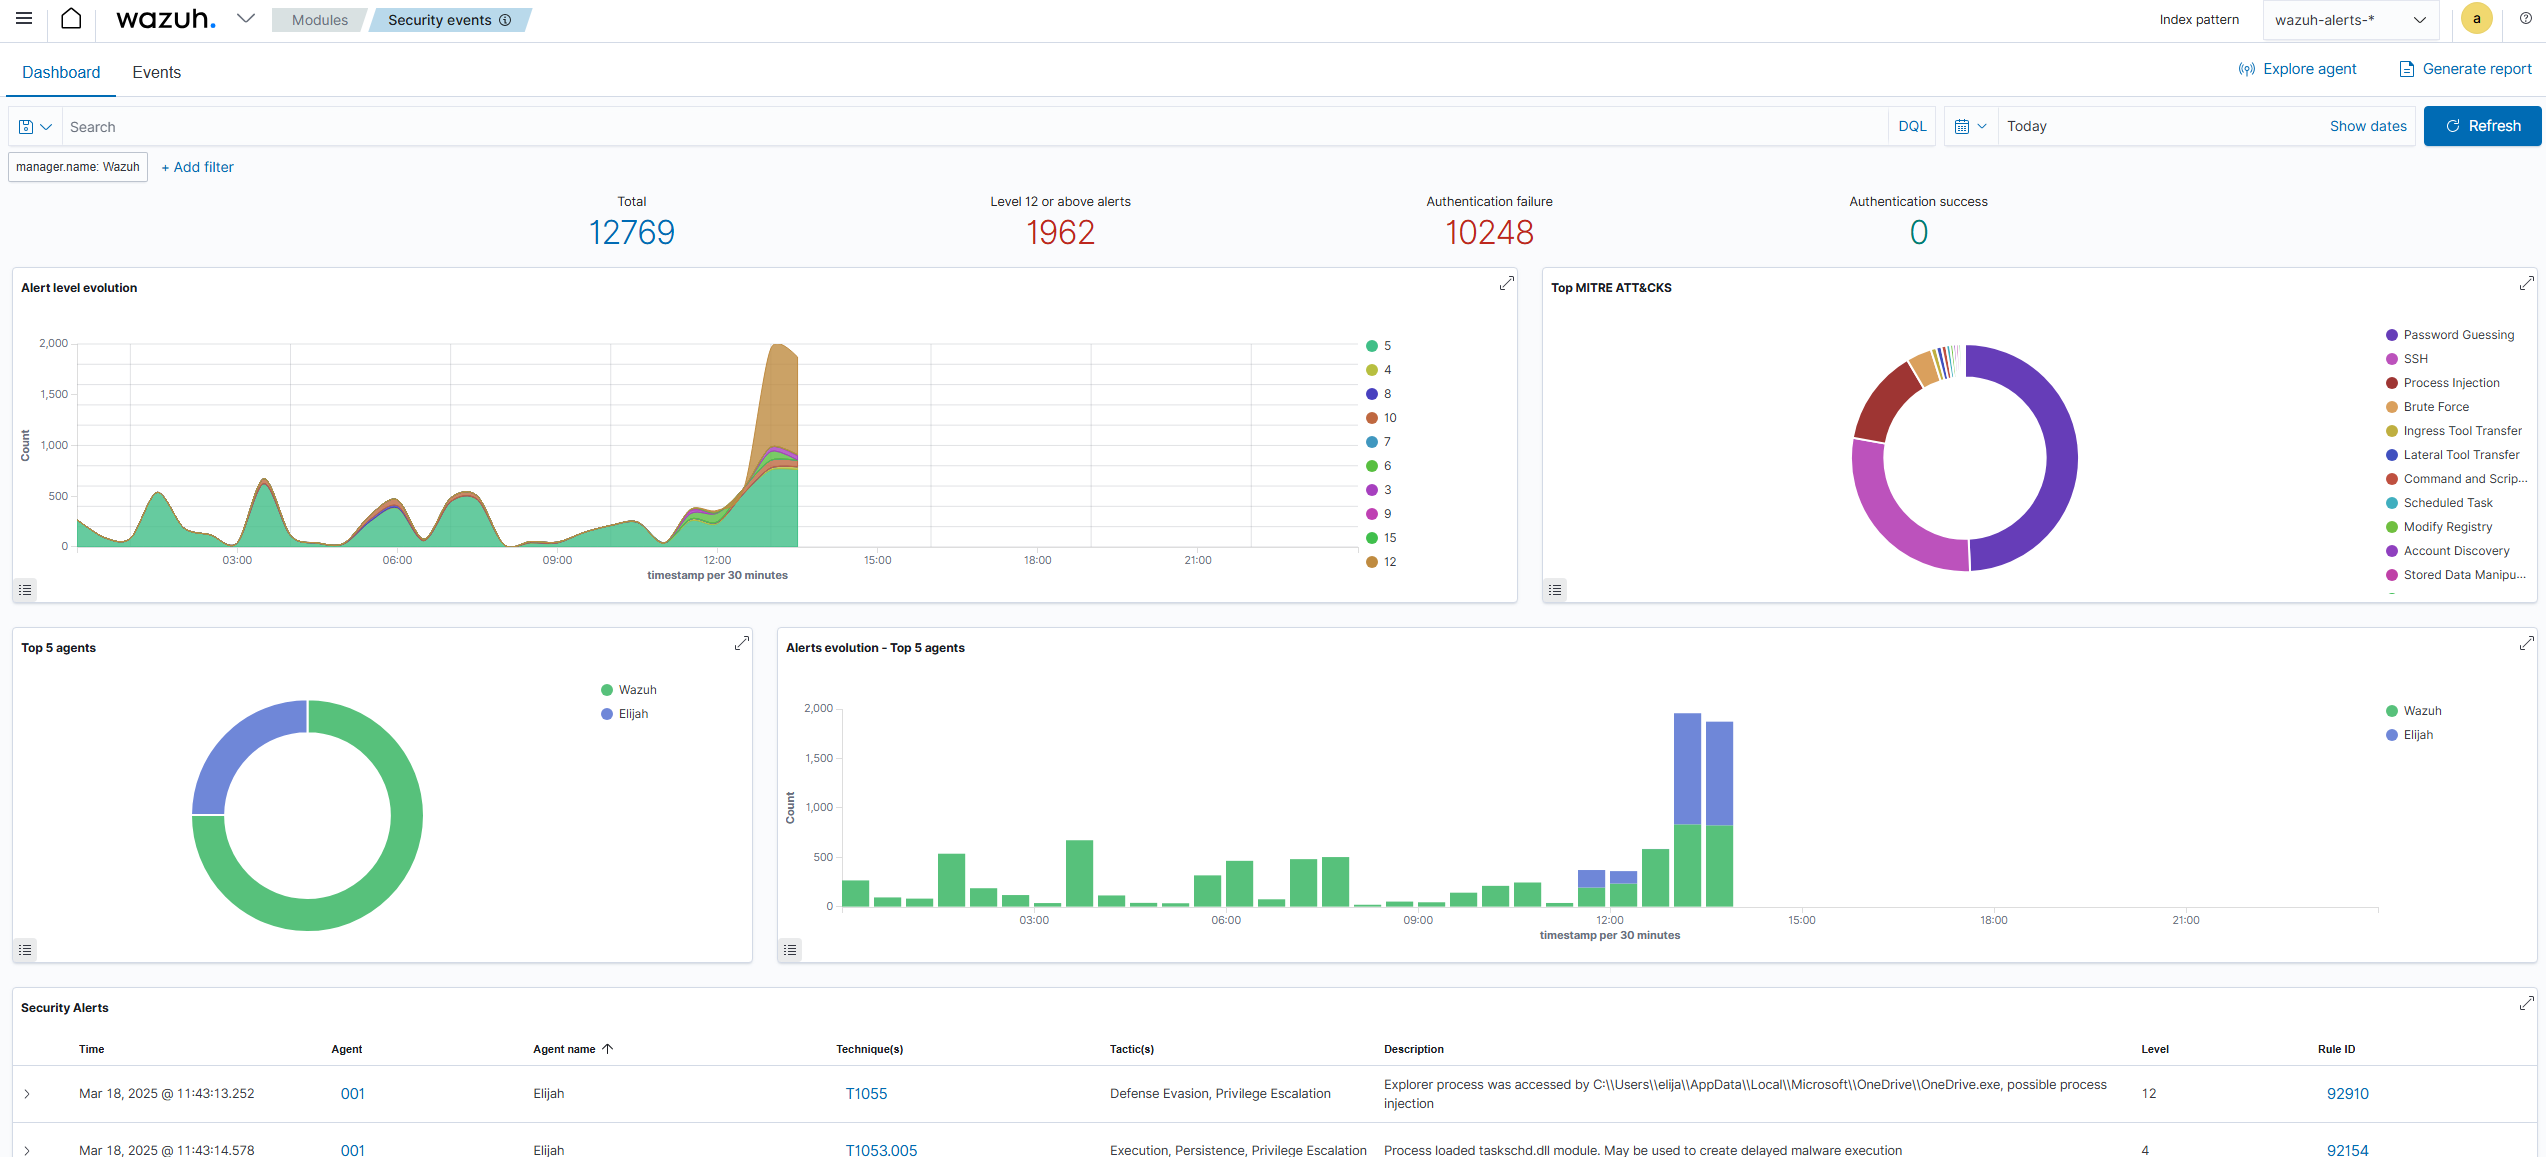 wazuh.
Modules
Security events
Index pattern
wazuh-alerts-*
a
Dashboard
Events
Explore agent
Generate report
Search
DQL
Today
Show dates
Refresh
manager.name: Wazuh
+ Add filter
Total
12769
Level 12 or above alerts
1962
Authentication failure
10248
Authentication success
0
Alert level evolution
2,000
1,500
1,000
500
0
Count
03:00
06:00
09:00
12:00
15:00
18:00
21:00
timestamp per 30 minutes
5
4
8
10
7
6
3
9
15
12
Top MITRE ATT&CKS
Password Guessing
SSH
Process Injection
Brute Force
Ingress Tool Transfer
Lateral Tool Transfer
Command and Scrip...
Scheduled Task
Modify Registry
Account Discovery
Stored Data Manipu...
Top 5 agents
Wazuh
Elijah
Alerts evolution - Top 5 agents
2,000
1,500
1,000
500
0
Count
03:00
06:00
09:00
12:00
15:00
18:00
21:00
timestamp per 30 minutes
Wazuh
Elijah
Security Alerts
Time Agent Agent name Technique(s) Tactic(s) Description Level Rule ID
Mar 18, 2025 @ 11:43:13.252 001 Elijah T1055 Defense Evasion, Privilege Escalation Explorer process was accessed by C:\\Users\\elija\\AppData\\Local\\Microsoft\\OneDrive\\OneDrive.exe, possible process 12 92910
injection
Mar 18, 2025 @ 11:43:14.578 001 Elijah T1053.005 Execution, Persistence, Privilege Escalation Process loaded taskschd.dll module. May be used to create delayed malware execution 4 92154